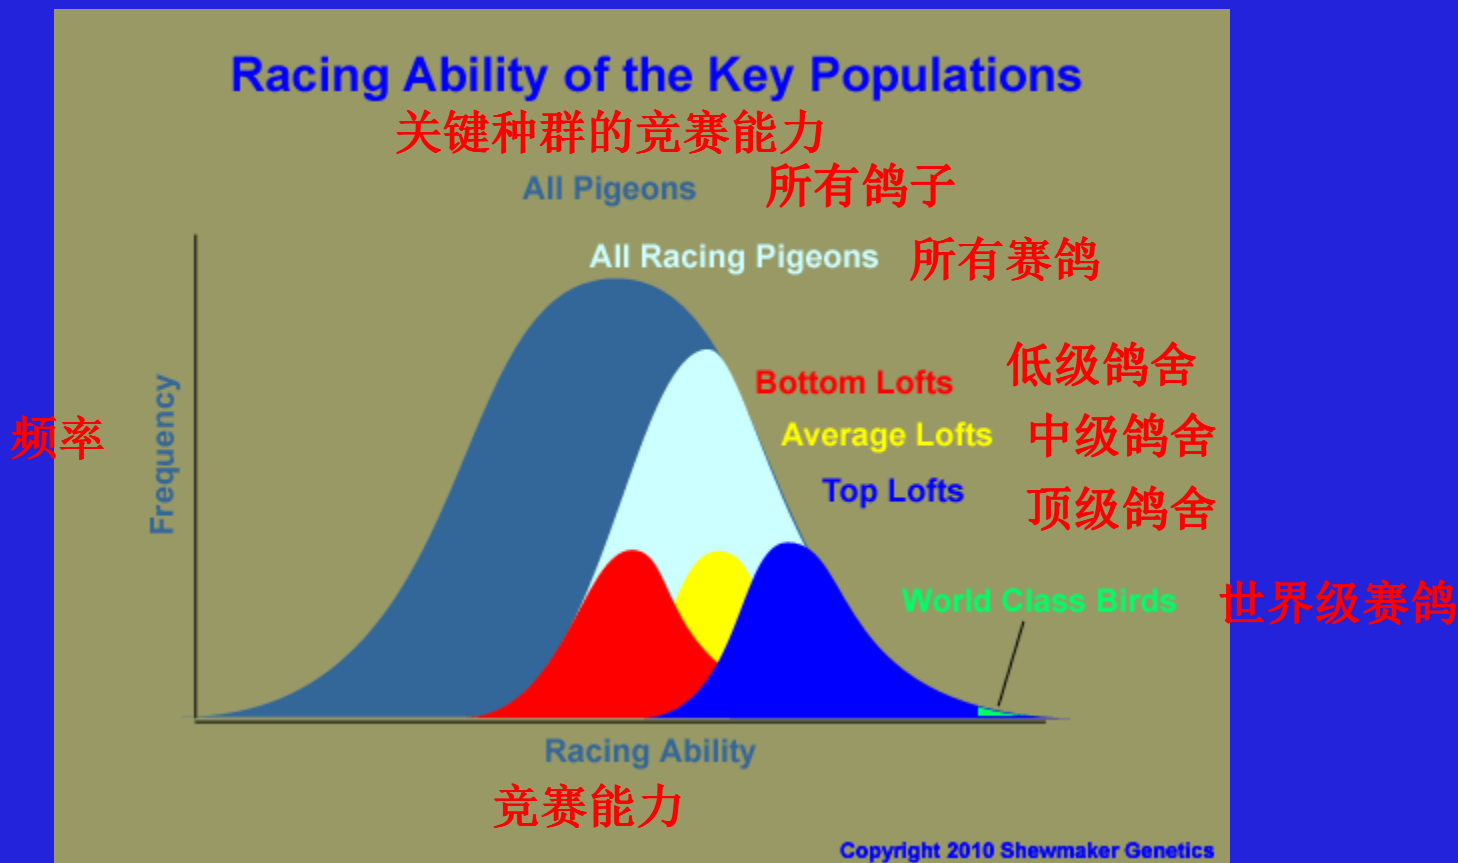 Racing Ability of the Key Populations
关键种群的竞赛能力
All Pigeons 所有鸽子
All Racing Pigeons 所有赛鸽
Bottom Lofts 低级鸽舍
Average Lofts 中级鸽舍
Top Lofts 顶级鸽舍
频率
Frequency
World Class Birds 世界级赛鸽
Racing Ability
竞赛能力
Copyright 2010 Shewmaker Genetics